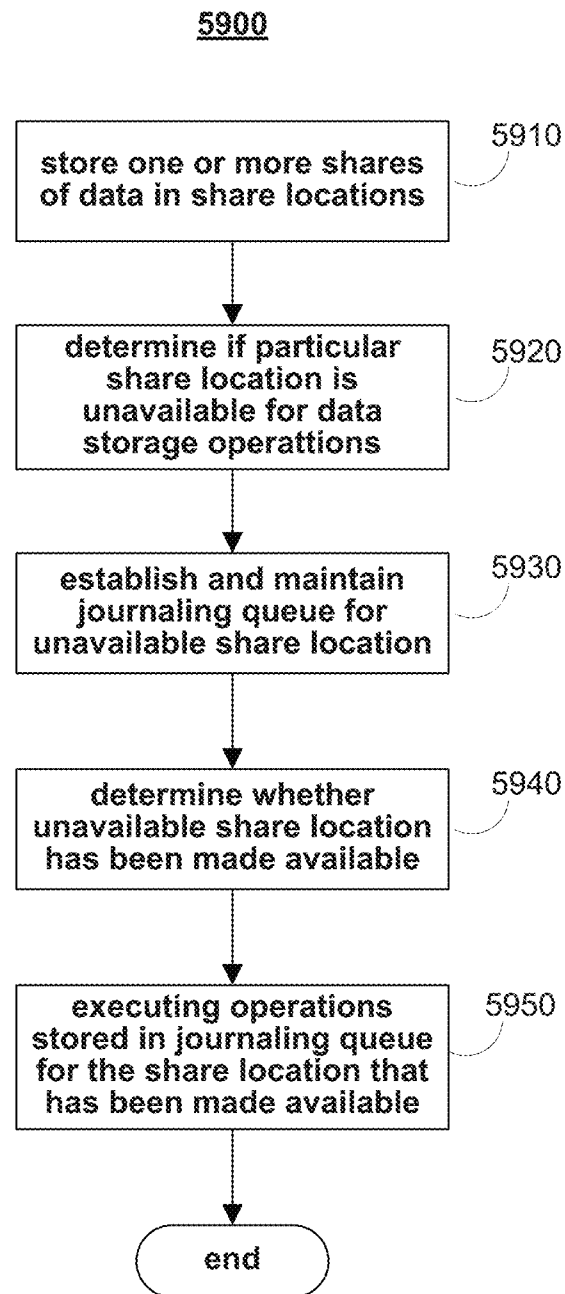 5900
5910
store one or more shares
of data in share locations
5920
determine if particular
share location is
unavailable for data
storage operattions
5930
establish and maintain
journaling queue for
unavailable share location
5940
determine whether
unavailable share location
has been made available
5950
executing operations
stored in journaling queue
for the share location that
has been made available
end